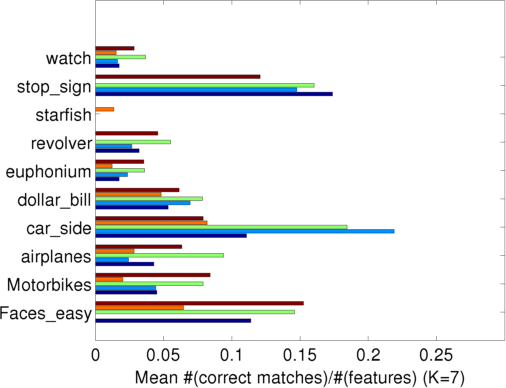 watch
stop_sign
starfish
revolver
euphonium
dollar_bill
car_side
airplanes
Motorbikes
Faces_easy
0 0.05 0.1 0.15 0.2 0.25
Mean #(correct matches)/#(features) (K=7)